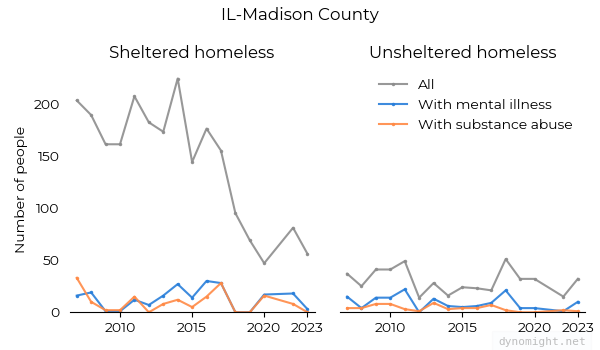 IL-Madison County
Sheltered homeless
Unsheltered homeless
All
With mental illness
With substance abuse
Number of people
200
150
100
50
0
2010
2015
2020
2023
2010
2015
2020
2023
dynomight.net